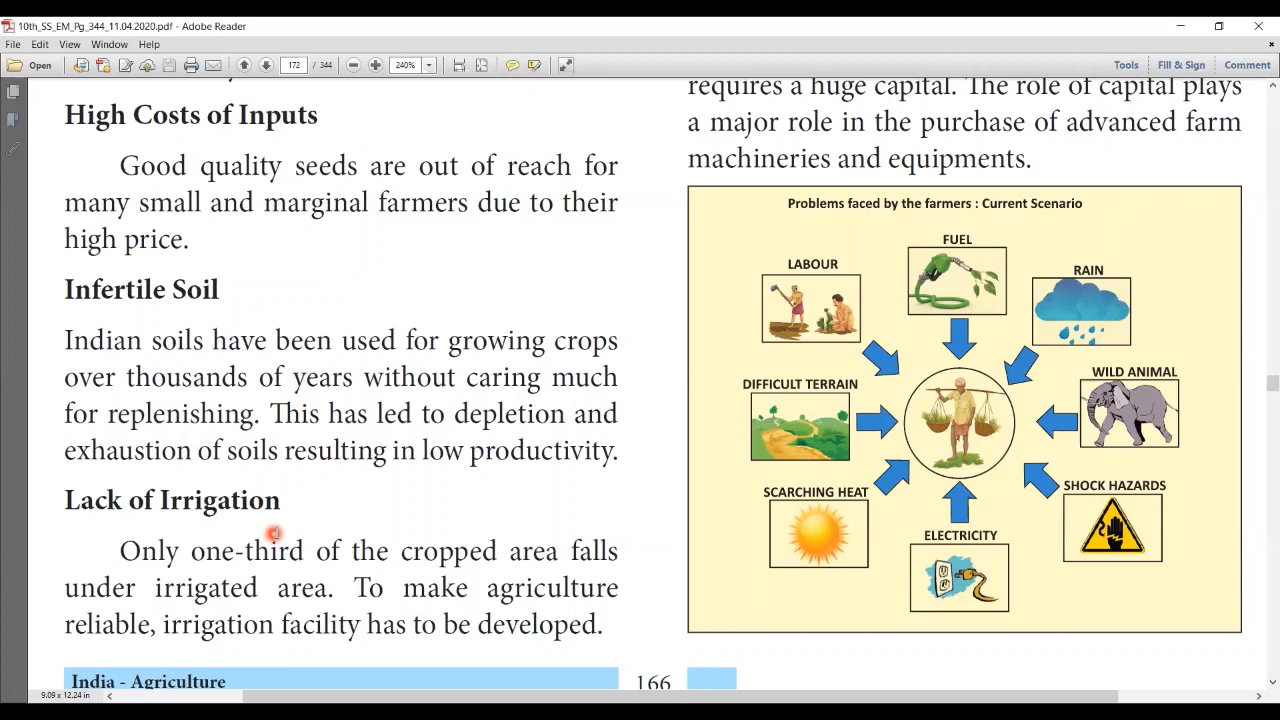 10th_SS_EM_Pg_344_11.04.2020.pdf - Adobe Reader
File Edit View Window Help
Open 172 / 344 240% Tools Fill & Sign Comment
High Costs of Inputs
Good quality seeds are out of reach for
many small and marginal farmers due to their
high price.
Infertile Soil
Indian soils have been used for growing crops
over thousands of years without caring much
for replenishing. This has led to depletion and
exhaustion of soils resulting in low productivity.
Lack of Irrigation
Only one-third of the cropped area falls
under irrigated area. To make agriculture
reliable, irrigation facility has to be developed.
India - Agriculture
166
requires a huge capital. The role of capital plays
a major role in the purchase of advanced farm
machineries and equipments.
Problems faced by the farmers : Current Scenario
FUEL
LABOUR
RAIN
WILD ANIMAL
DIFFICULT TERRAIN
SHOCK HAZARDS
SCARCHING HEAT
ELECTRICITY
9.09 x 12.24 in